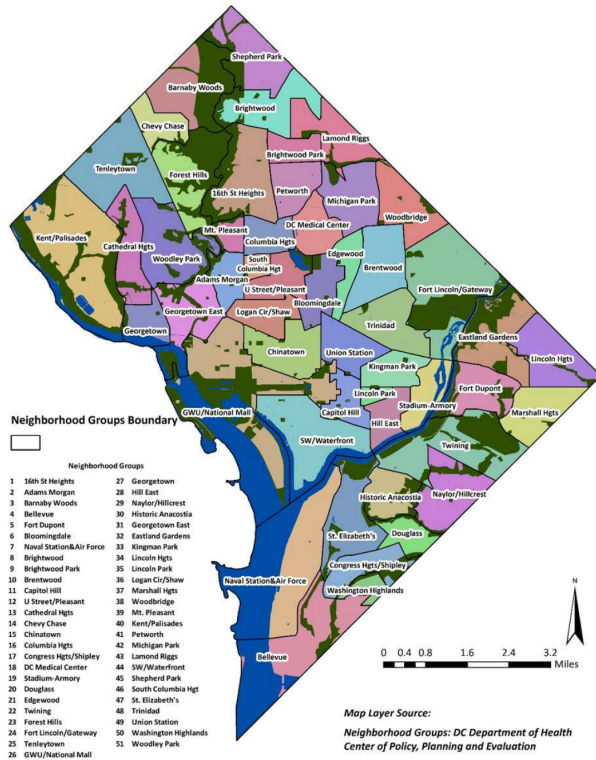 Shepherd Park
Barnaby Woods
Brightwood
Chevy Chase
Lamond Riggs
Brightwood Park
Tenleytown
Forest Hills
16th St Heights
Petworth
Michigan Park
Woodbridge
Mt. Pleasant
DC Medical Center
Kent/Palisades
Cathedral Hgts
Columbia Hgts
Woodley Park
Edgewood
South
Columbia Hgt
Brentwood
Adams Morgan
U Street/Pleasant
Fort Lincoln/Gateway
Bloomingdale
Georgetown East
Logan Cir/Shaw
Trinidad
Georgetown
Eastland Gardens
Chinatown
Union Station
Lincoln Hgts
Kingman Park
Fort Dupont
Lincoln Park
Stadium-Armory
GWU/National Mall
Capitol Hill
Marshall Hgts
Hill East
SW/Waterfront
Twining
Historic Anacostia
Naylor/Hillcrest
St. Elizabeth's
Douglass
Congress Hgts/Shipley
Naval Station&Air Force
Washington Highlands
Bellevue
Neighborhood Groups Boundary
Neighborhood Groups
1 16th St Heights
2 Adams Morgan
3 Barnaby Woods
4 Bellevue
5 Fort Dupont
6 Bloomingdale
7 Naval Station&Air Force
8 Brightwood
9 Brightwood Park
10 Brentwood
11 Capitol Hill
12 U Street/Pleasant
13 Cathedral Hgts
14 Chevy Chase
15 Chinatown
16 Columbia Hgts
17 Congress Hgts/Shipley
18 DC Medical Center
19 Stadium-Armory
20 Douglass
21 Edgewood
22 Twining
23 Forest Hills
24 Fort Lincoln/Gateway
25 Tenleytown
26 GWU/National Mall
27 Georgetown
28 Hill East
29 Naylor/Hillcrest
30 Historic Anacostia
31 Georgetown East
32 Eastland Gardens
33 Kingman Park
34 Lincoln Hgts
35 Lincoln Park
36 Logan Cir/Shaw
37 Marshall Hgts
38 Woodbridge
39 Mt. Pleasant
40 Kent/Palisades
41 Petworth
42 Michigan Park
43 Lamond Riggs
44 SW/Waterfront
45 Shepherd Park
46 South Columbia Hgt
47 St. Elizabeth's
48 Trinidad
49 Union Station
50 Washington Highlands
51 Woodley Park
N
0 0.4 0.8 1.6 2.4 3.2
Miles
Map Layer Source:
Neighborhood Groups: DC Department of Health
Center of Policy, Planning and Evaluation